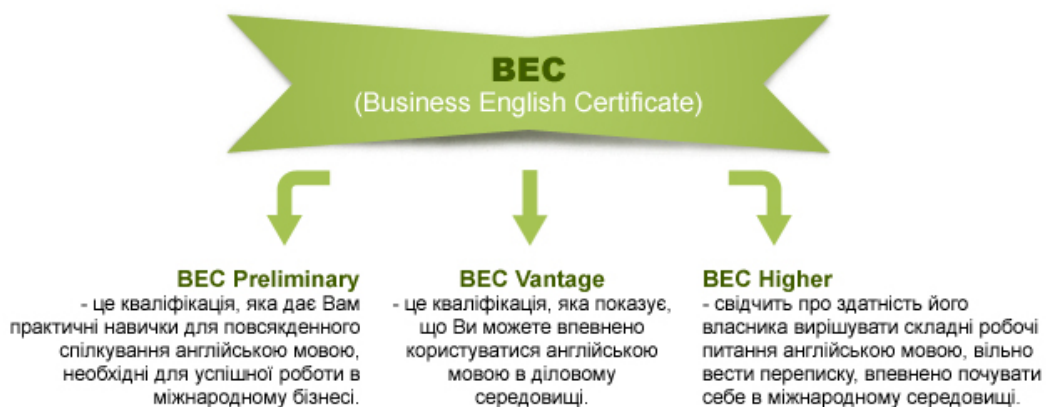 BEC
(Business English Certificate)
BEC Preliminary
- це кваліфікація, яка дає Вам
практичні навички для повсякденного
спілкування англійською мовою,
необхідні для успішної роботи в
міжнародному бізнесі.
BEC Vantage
- це кваліфікація, яка показує,
що Ви можете впевнено
користуватися англійською
мовою в діловому
середовищі.
BEC Higher
- свідчить про здатність його
власника вирішувати складні робочі
питання англійською мовою, вільно
вести переписку, впевнено почувати
себе в міжнародному середовищі.